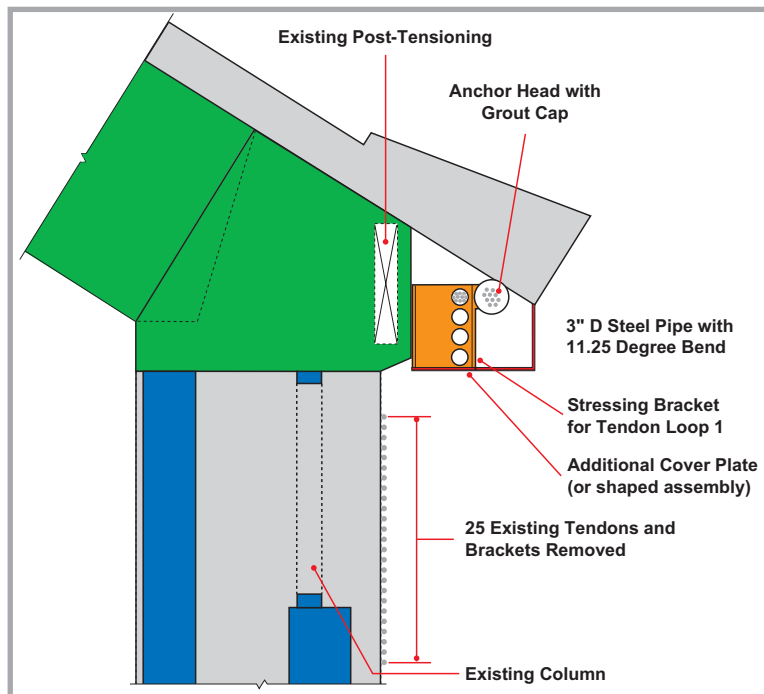 Existing Post-Tensioning
Anchor Head with
Grout Cap
3" D Steel Pipe with
11.25 Degree Bend
Stressing Bracket
for Tendon Loop 1
Additional Cover Plate
(or shaped assembly)
25 Existing Tendons and
Brackets Removed
Existing Column